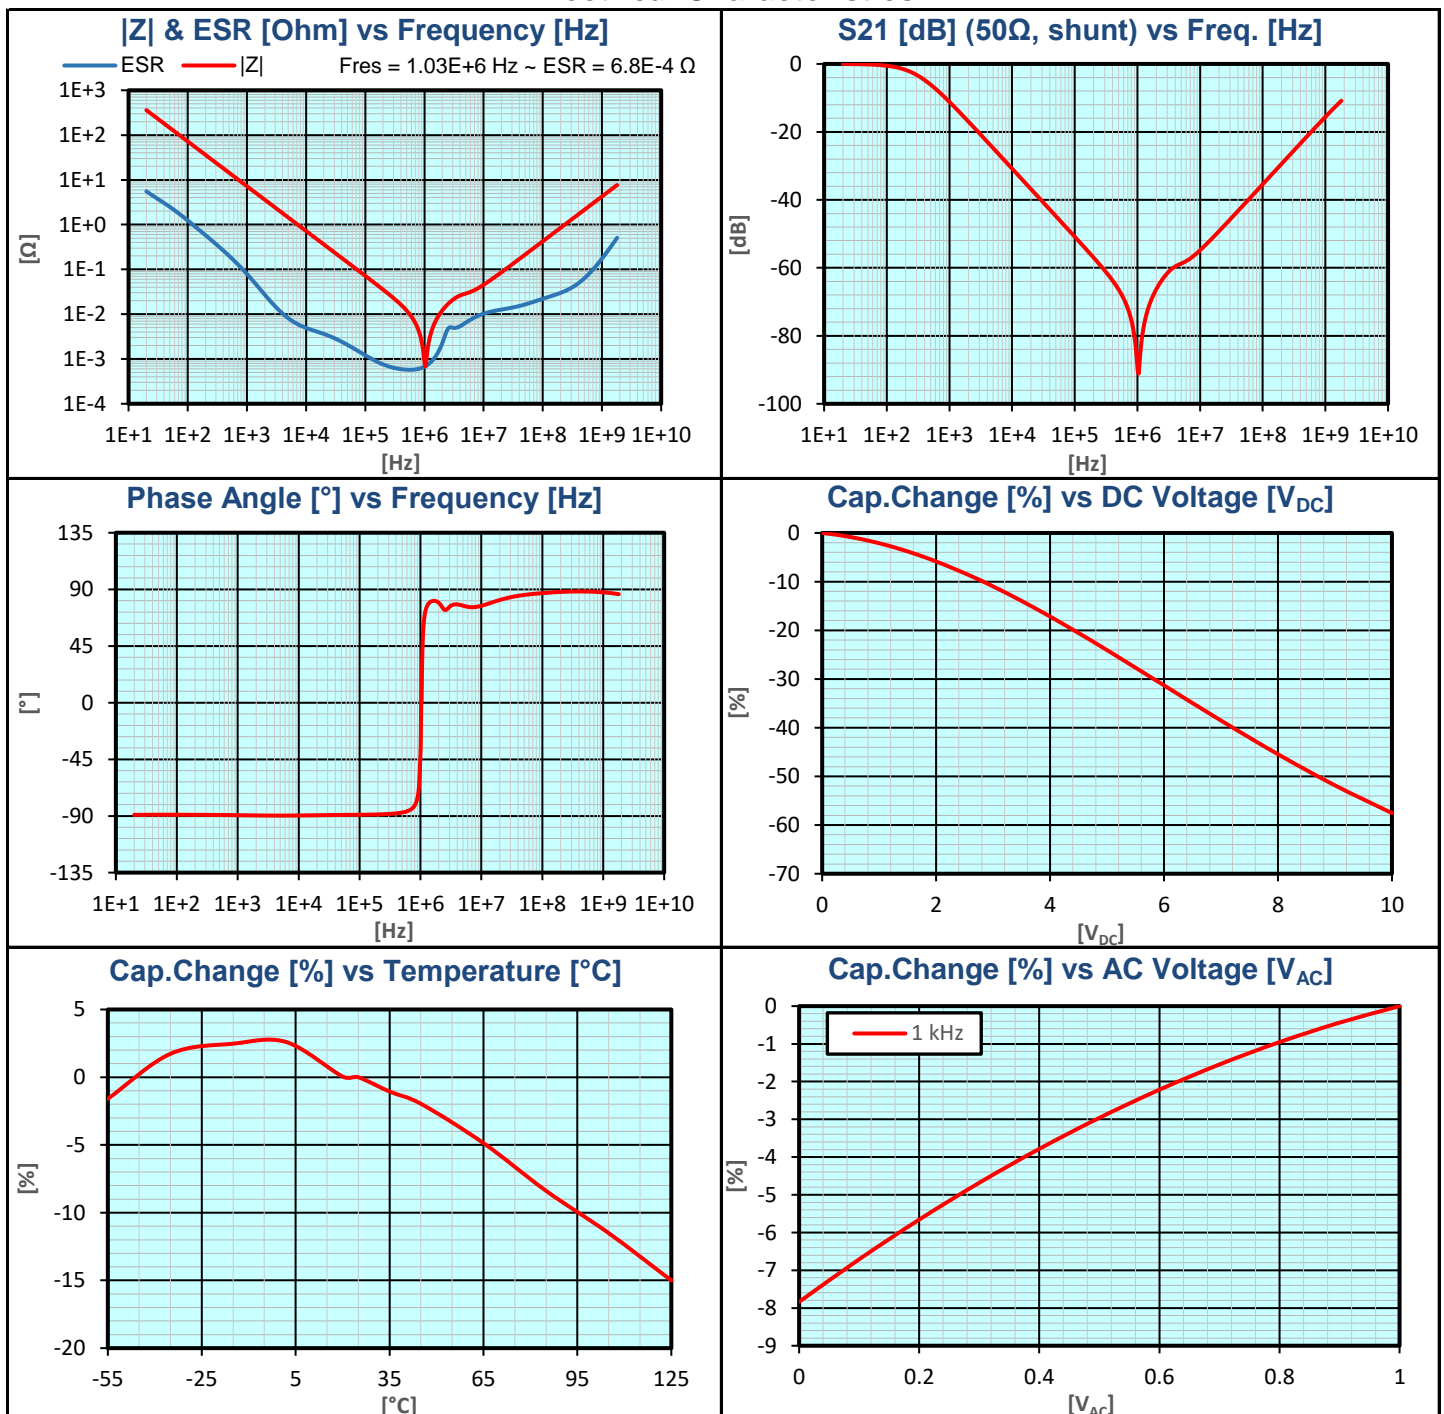 |Z| & ESR [Ohm] vs Frequency [Hz]
ESR |Z| Fres = 1.03E+6 Hz ~ ESR = 6.8E-4 Ω
1E+3
1E+2
1E+1
1E+0
1E-1
1E-2
1E-3
1E-4
[Ω]
1E+1 1E+2 1E+3 1E+4 1E+5 1E+6 1E+7 1E+8 1E+9 1E+10
[Hz]
S21 [dB] (50Ω, shunt) vs Freq. [Hz]
0
-20
-40
-60
-80
-100
[dB]
1E+1 1E+2 1E+3 1E+4 1E+5 1E+6 1E+7 1E+8 1E+9 1E+10
[Hz]
Phase Angle [°] vs Frequency [Hz]
135
90
45
0
-45
-90
-135
[°]
1E+1 1E+2 1E+3 1E+4 1E+5 1E+6 1E+7 1E+8 1E+9 1E+10
[Hz]
Cap.Change [%] vs DC Voltage [VDC]
0
-10
-20
-30
-40
-50
-60
-70
[%]
0 2 4 6 8 10
[VDC]
Cap.Change [%] vs Temperature [°C]
5
0
-5
-10
-15
-20
[%]
-55 -25 5 35 65 95 125
[°C]
Cap.Change [%] vs AC Voltage [VAC]
1 kHz
0
-1
-2
-3
-4
-5
-6
-7
-8
-9
[%]
0 0.2 0.4 0.6 0.8 1
[VAC]